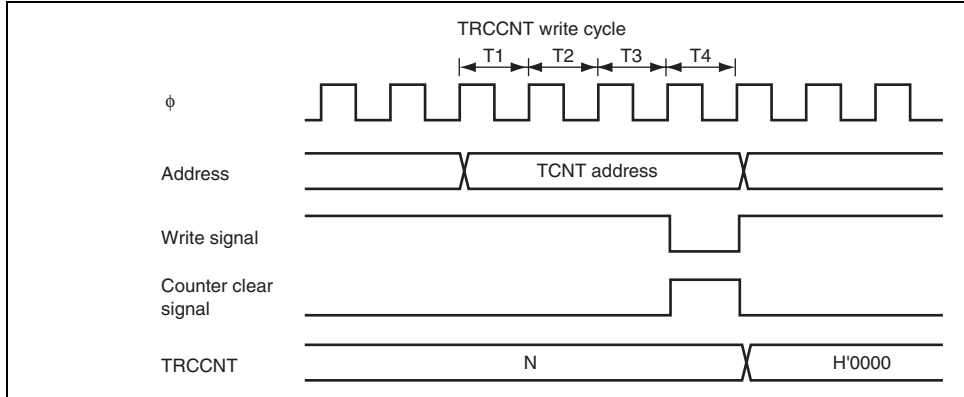 TRCCNT write cycle
T1 T2 T3 T4
ϕ
Address
TCNT address
Write signal
Counter clear
signal
TRCCNT
N
H'0000